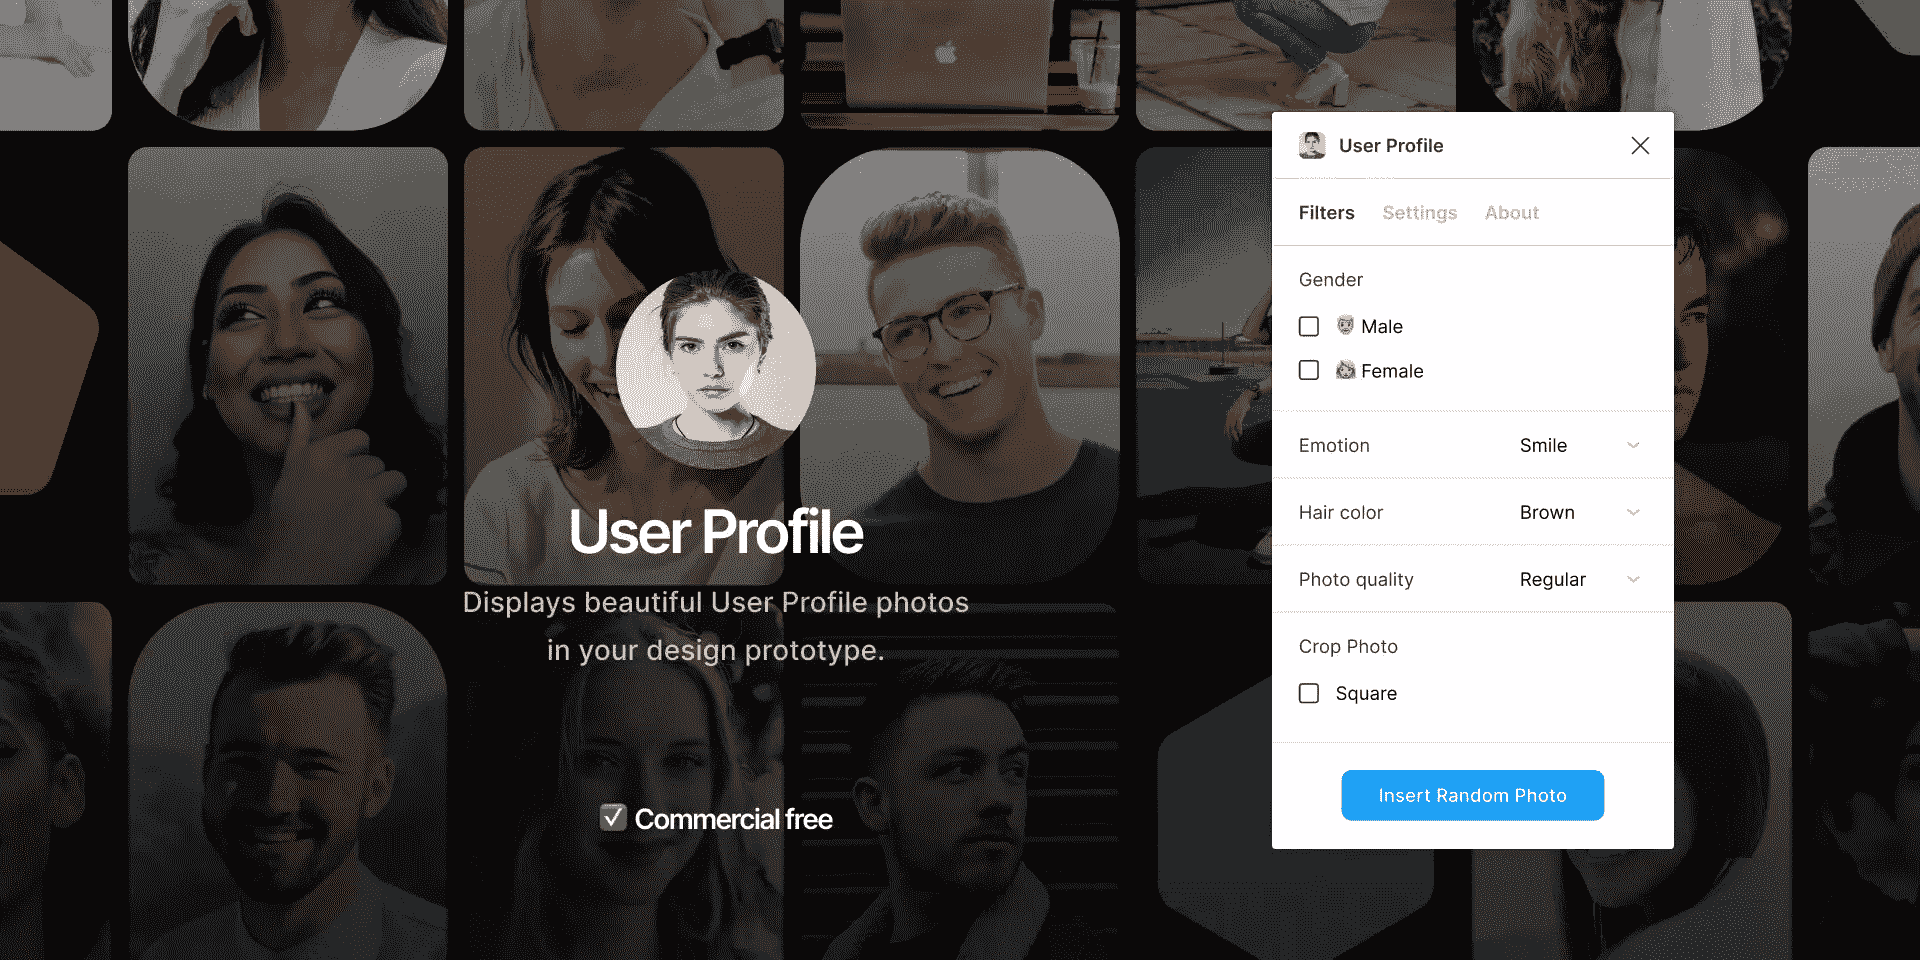 User Profile
Displays beautiful User Profile photos
in your design prototype.
Commercial free
User Profile
Filters Settings About
Gender
Male
Female
Emotion Smile
Hair color Brown
Photo quality Regular
Crop Photo
Square
Insert Random Photo